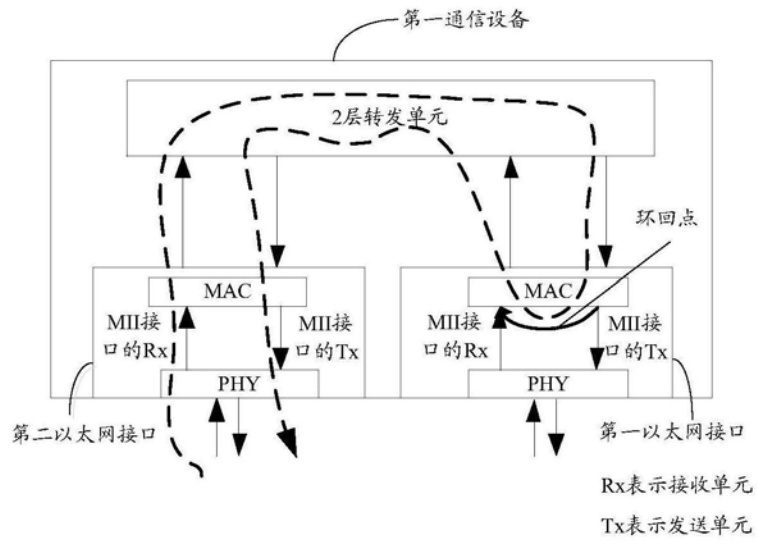 第一通信设备
2层转发单元
环回点
MAC
MAC
MII接
口的Rx
MII接
口的Tx
MII接
口的Rx
MII接
口的Tx
PHY
PHY
第二以太网接口
第一以太网接口
Rx表示接收单元
Tx表示发送单元